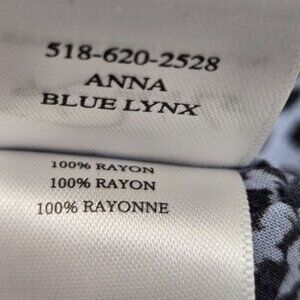 518-620-2528
ANNA
BLUE LYNX
100% RAYON
100% RAYON
100% RAYONNE